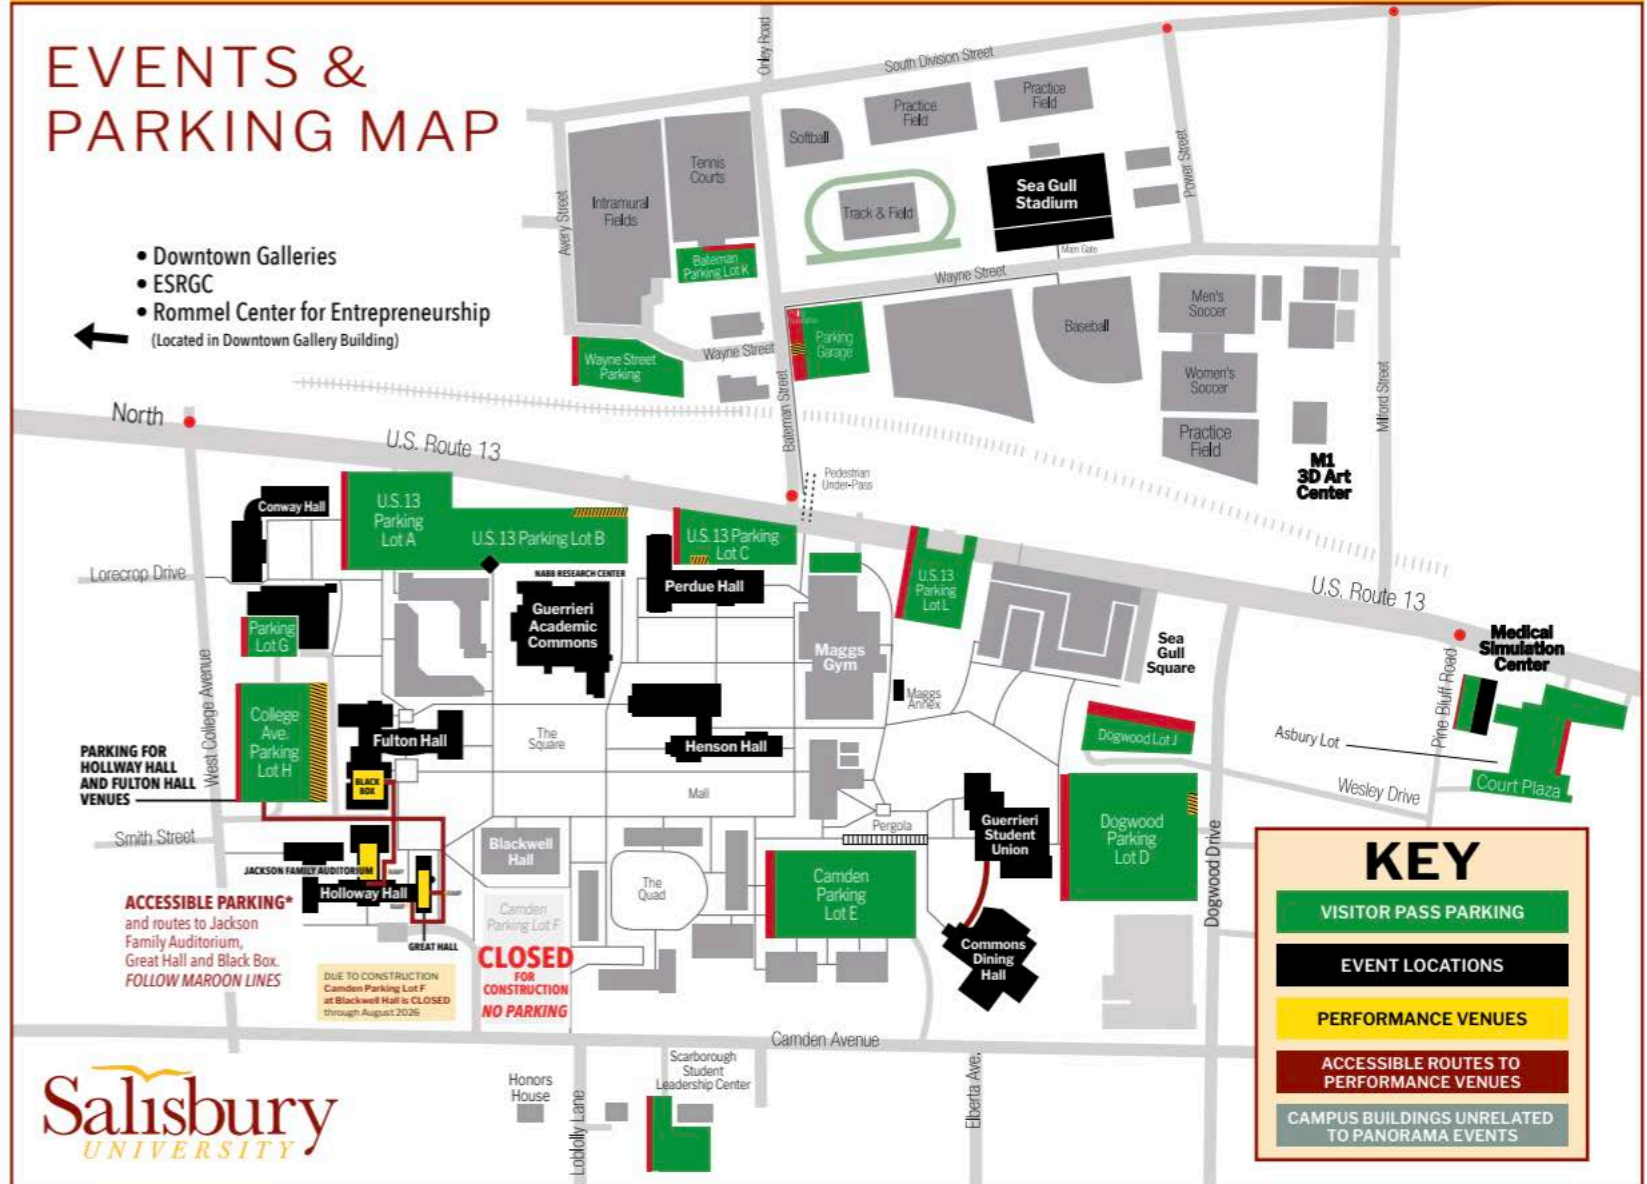 EVENTS &
PARKING MAP
• Downtown Galleries
• ESRGC
• Rommel Center for Entrepreneurship
(Located in Downtown Gallery Building)
Onley Road
South Division Street
Practice
Field
Practice
Field
Softball
Tennis
Courts
Intramural
Fields
Avery Street
Track & Field
Sea Gull
Stadium
Power Street
Main Gate
Bateman
Parking Lot K
Wayne Street
Men's
Soccer
Baseball
Parking
Garage
Wayne Street
Parking
Wayne Street
Women's
Soccer
Bateman Street
Milford Street
Practice
Field
M1
3D Art
Center
North
U.S. Route 13
Pedestrian
Under-Pass
Conway Hall
U.S. 13
Parking
Lot A
U.S. 13 Parking Lot B
U.S. 13 Parking
Lot C
Lorecrop Drive
NABB RESEARCH CENTER
Perdue Hall
U.S. 13
Parking
Lot L
U.S. Route 13
Guerrieri
Academic
Commons
Parking
Lot G
Maggs
Gym
Sea
Gull
Square
Medical
Simulation
Center
West College Avenue
Maggs
Annex
Pine Bluff Road
College
Ave.
Parking
Lot H
Fulton Hall
The
Square
Henson Hall
Dogwood Lot J
Asbury Lot
PARKING FOR
HOLLWAY HALL
AND FULTON HALL
VENUES
BLACK
BOX
Mall
Wesley Drive
Court Plaza
Smith Street
Blackwell
Hall
Pergola
Guerrieri
Student
Union
Dogwood
Parking
Lot D
Dogwood Drive
JACKSON FAMILY AUDITORIUM
RAMP
Holloway Hall
RAMP
RAMP
The
Quad
Camden
Parking
Lot E
ACCESSIBLE PARKING*
and routes to Jackson
Family Auditorium,
Great Hall and Black Box.
FOLLOW MAROON LINES
GREAT HALL
Camden
Parking Lot F
CLOSED
FOR
CONSTRUCTION
NO PARKING
Commons
Dining
Hall
DUE TO CONSTRUCTION
Camden Parking Lot F
at Blackwell Hall is CLOSED
through August 2026
Camden Avenue
Honors
House
Scarborough
Student
Leadership Center
Loblolly Lane
Elberta Ave.
Salisbury
UNIVERSITY
KEY
VISITOR PASS PARKING
EVENT LOCATIONS
PERFORMANCE VENUES
ACCESSIBLE ROUTES TO
PERFORMANCE VENUES
CAMPUS BUILDINGS UNRELATED
TO PANORAMA EVENTS